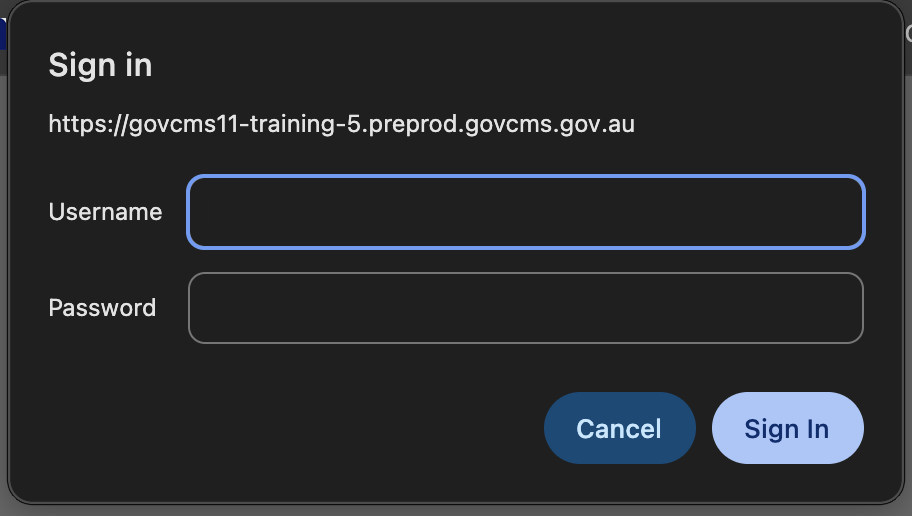 Sign in
https://govcms11-training-5.preprod.govcms.gov.au
Username
Password
Cancel
Sign In